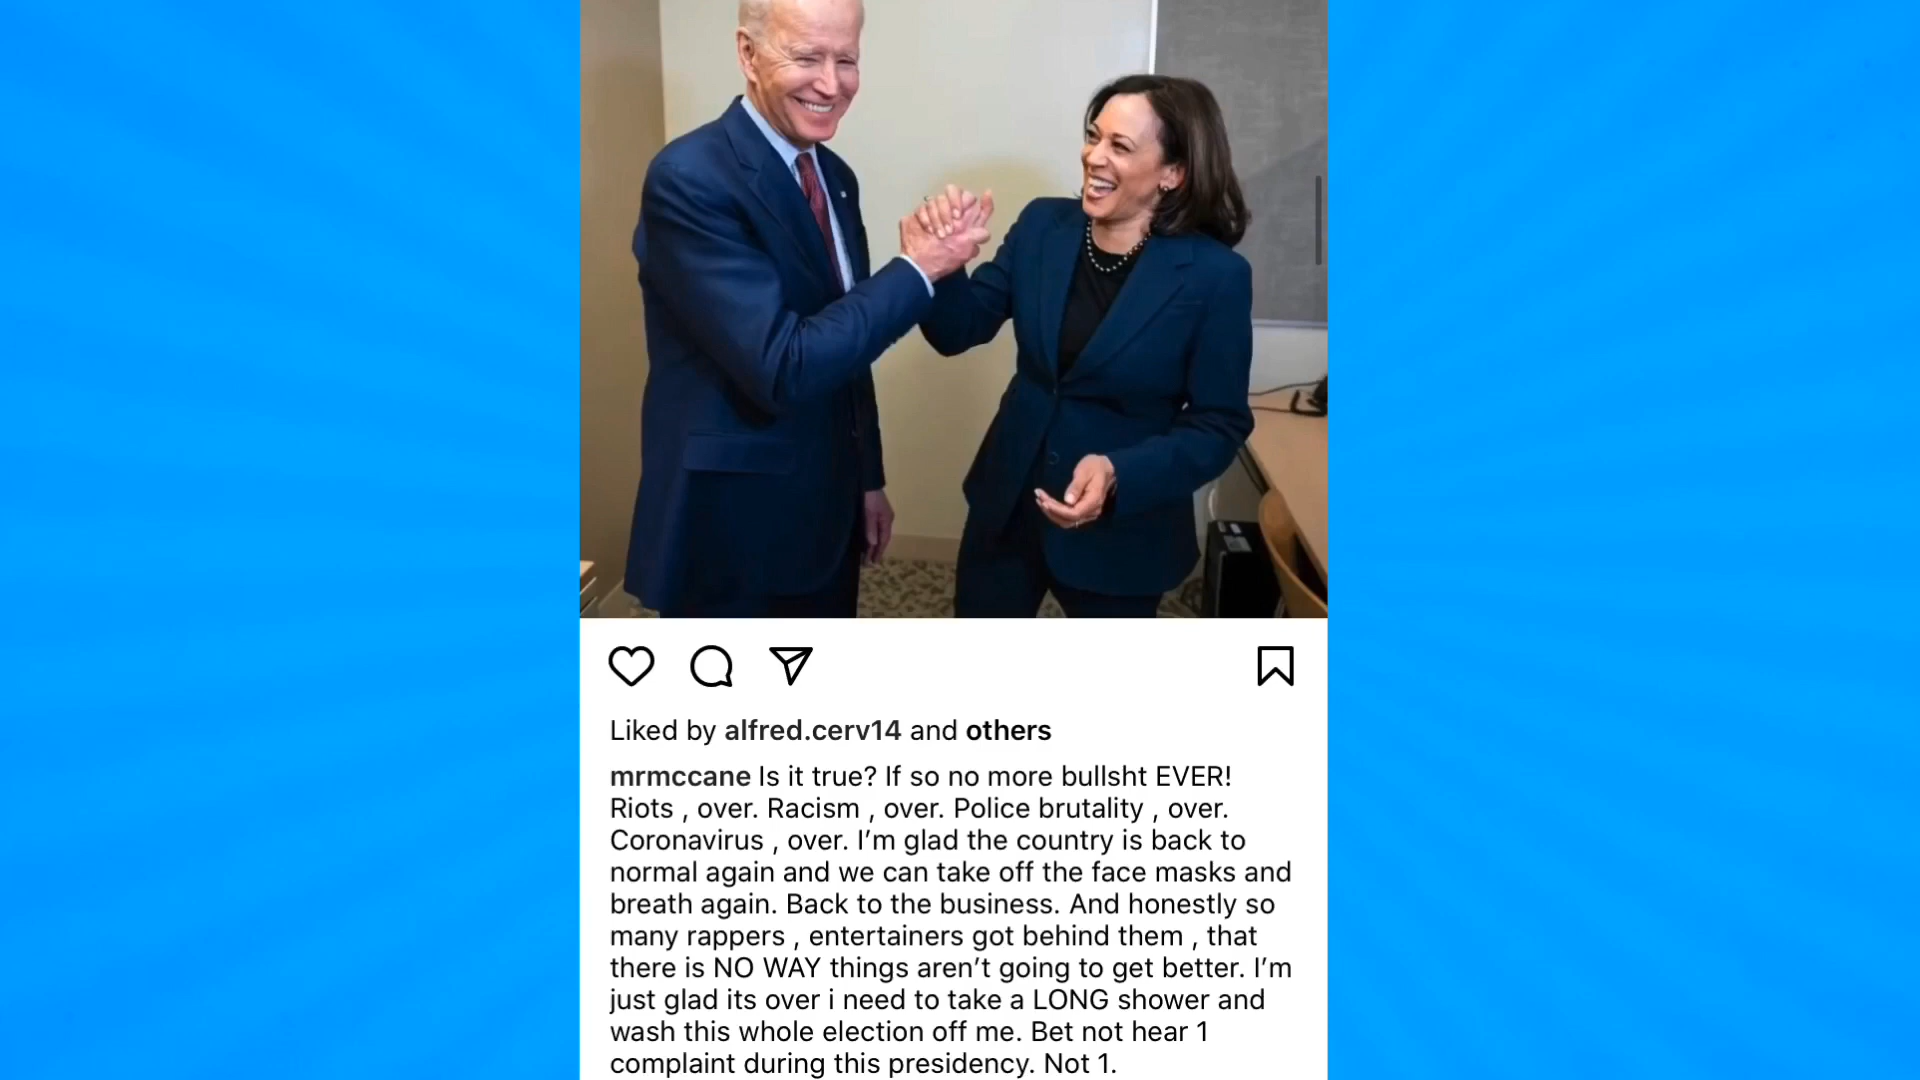 Liked by alfred.cerv14 and others
mrmccane Is it true? If so no more bullsht EVER!
Riots , over. Racism , over. Police brutality , over.
Coronavirus , over. I’m glad the country is back to
normal again and we can take off the face masks and
breath again. Back to the business. And honestly so
many rappers , entertainers got behind them , that
there is NO WAY things aren’t going to get better. I’m
just glad its over i need to take a LONG shower and
wash this whole election off me. Bet not hear 1
complaint during this presidency. Not 1.